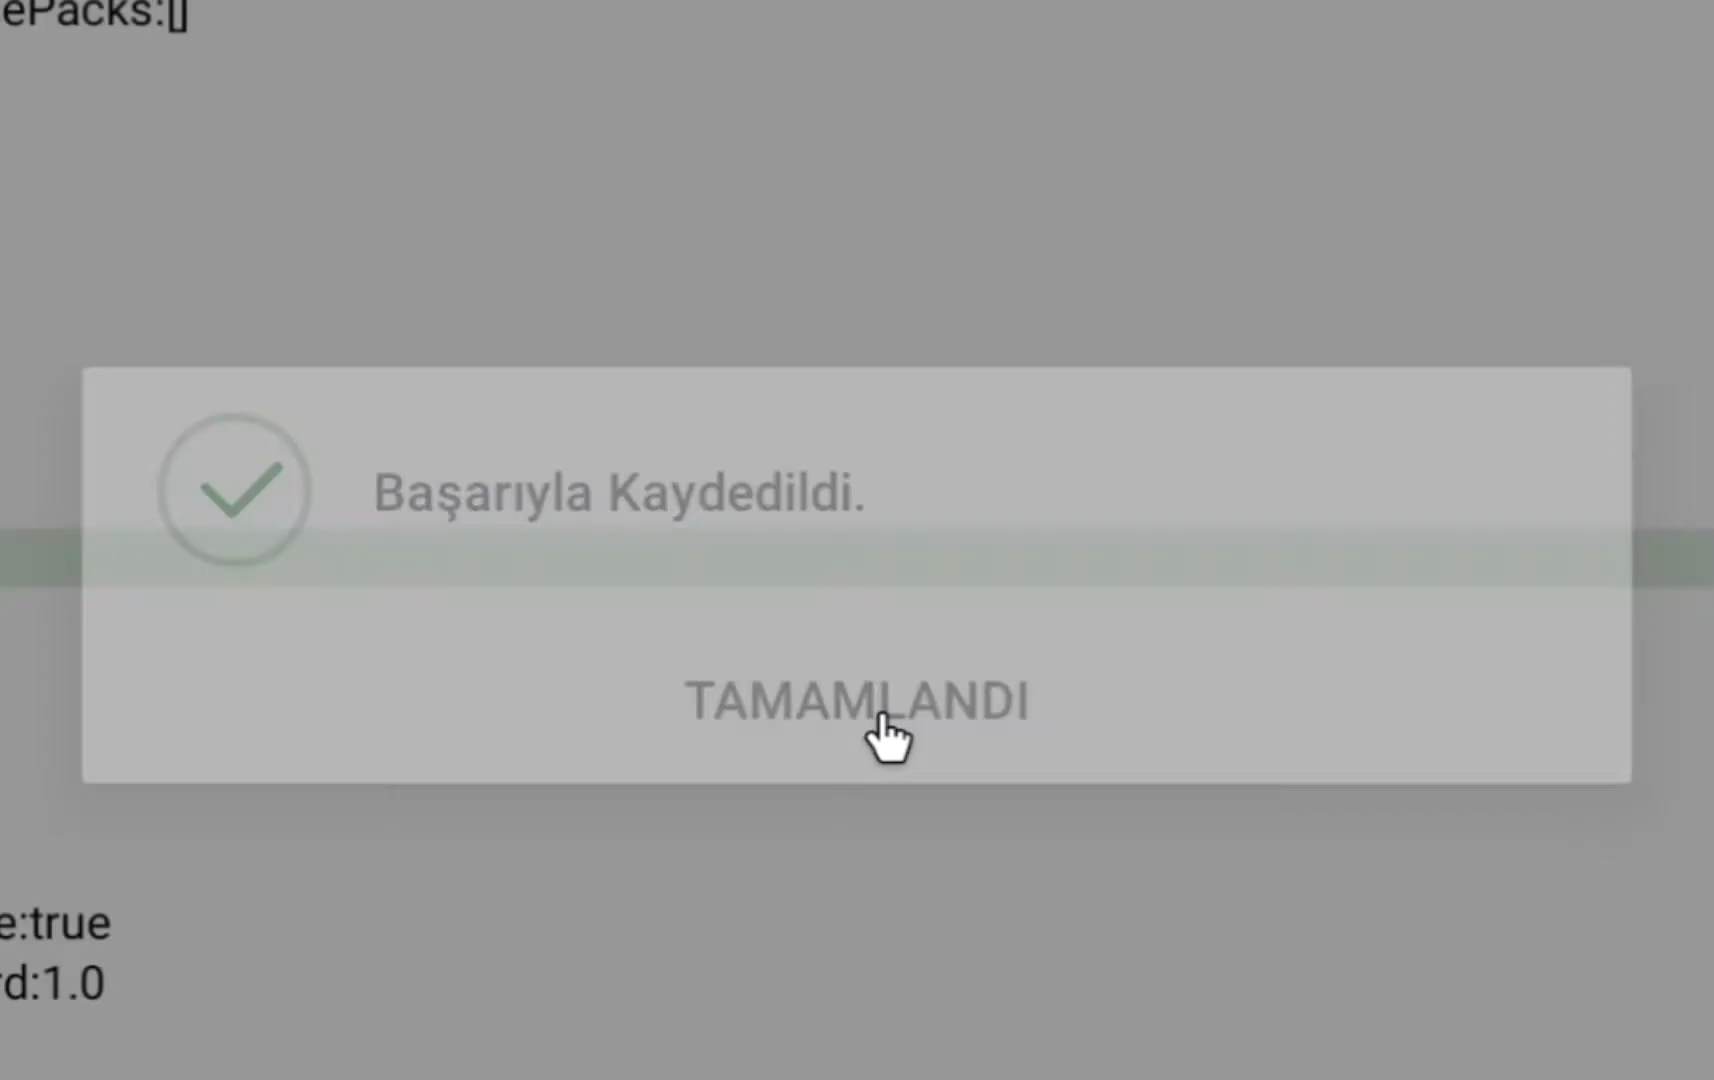 ePacks:[]
Başarıyla Kaydedildi.
TAMAMLANDI
e:true
rd:1.0